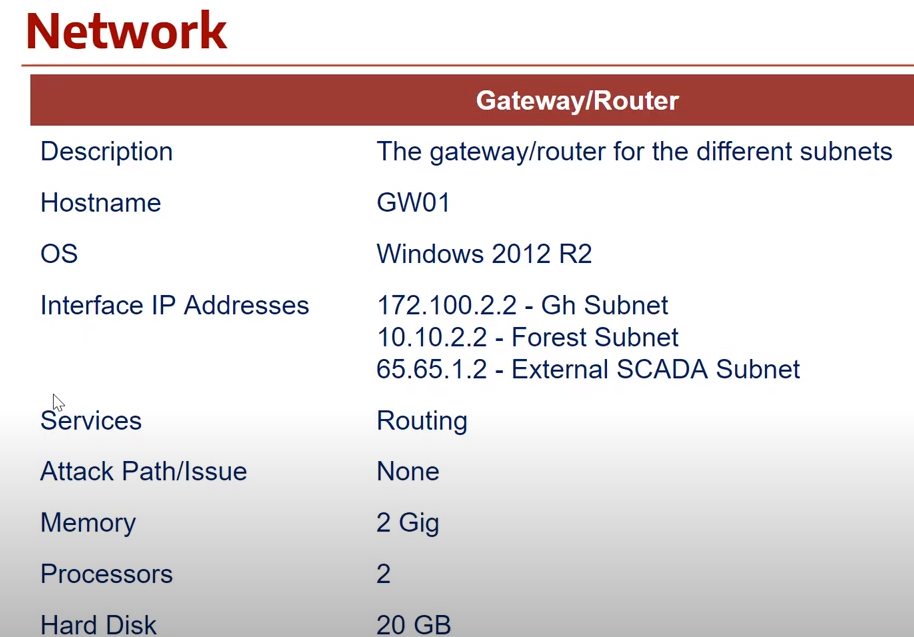 Network
Gateway/Router
Description The gateway/router for the different subnets
Hostname GW01
OS Windows 2012 R2
Interface IP Addresses 172.100.2.2 - Gh Subnet
10.10.2.2 - Forest Subnet
65.65.1.2 - External SCADA Subnet
Services Routing
Attack Path/Issue None
Memory 2 Gig
Processors 2
Hard Disk 20 GB